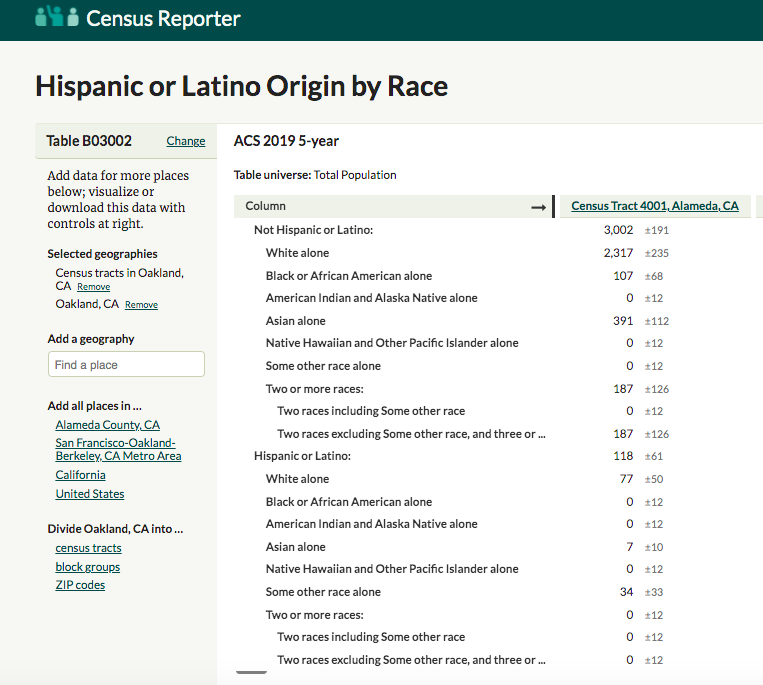 Census Reporter
Hispanic or Latino Origin by Race
Table B03002 Change
Add data for more places
below; visualize or
download this data with
controls at right.
Selected geographies
Census tracts in Oakland,
CA Remove
Oakland, CA Remove
Add a geography
Find a place
Add all places in ...
Alameda County, CA
San Francisco-Oakland-
Berkeley, CA Metro Area
California
United States
Divide Oakland, CA into ...
census tracts
block groups
ZIP codes
ACS 2019 5-year
Table universe: Total Population
Column → Census Tract 4001, Alameda, CA
Not Hispanic or Latino: 3,002 ±191
White alone 2,317 ±235
Black or African American alone 107 ±68
American Indian and Alaska Native alone 0 ±12
Asian alone 391 ±112
Native Hawaiian and Other Pacific Islander alone 0 ±12
Some other race alone 0 ±12
Two or more races: 187 ±126
Two races including Some other race 0 ±12
Two races excluding Some other race, and three or ... 187 ±126
Hispanic or Latino: 118 ±61
White alone 77 ±50
Black or African American alone 0 ±12
American Indian and Alaska Native alone 0 ±12
Asian alone 7 ±10
Native Hawaiian and Other Pacific Islander alone 0 ±12
Some other race alone 34 ±33
Two or more races: 0 ±12
Two races including Some other race 0 ±12
Two races excluding Some other race, and three or ... 0 ±12